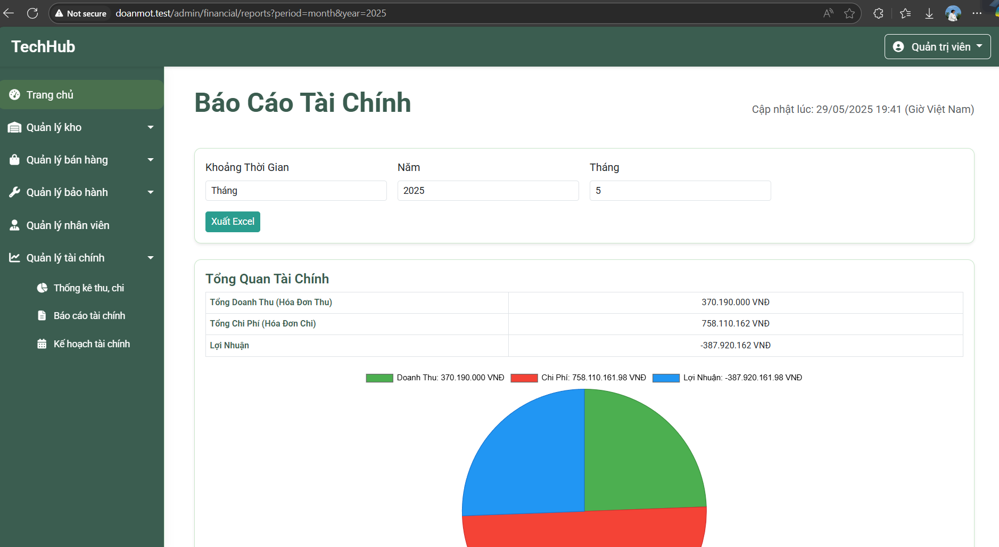 Not secure doanmot.test/admin/financial/reports?period=month&year=2025
TechHub
Quản trị viên
Trang chủ
Quản lý kho
Quản lý bán hàng
Quản lý bảo hành
Quản lý nhân viên
Quản lý tài chính
Thống kê thu, chi
Báo cáo tài chính
Kế hoạch tài chính
Báo Cáo Tài Chính
Cập nhật lúc: 29/05/2025 19:41 (Giờ Việt Nam)
Khoảng Thời Gian Năm Tháng
Tháng 2025 5
Xuất Excel
Tổng Quan Tài Chính
Tổng Doanh Thu (Hóa Đơn Thu) 370.190.000 VNĐ
Tổng Chi Phí (Hóa Đơn Chi) 758.110.162 VNĐ
Lợi Nhuận -387.920.162 VNĐ
Doanh Thu: 370.190.000 VNĐ Chi Phí: 758.110.161.98 VNĐ Lợi Nhuận: -387.920.161.98 VNĐ